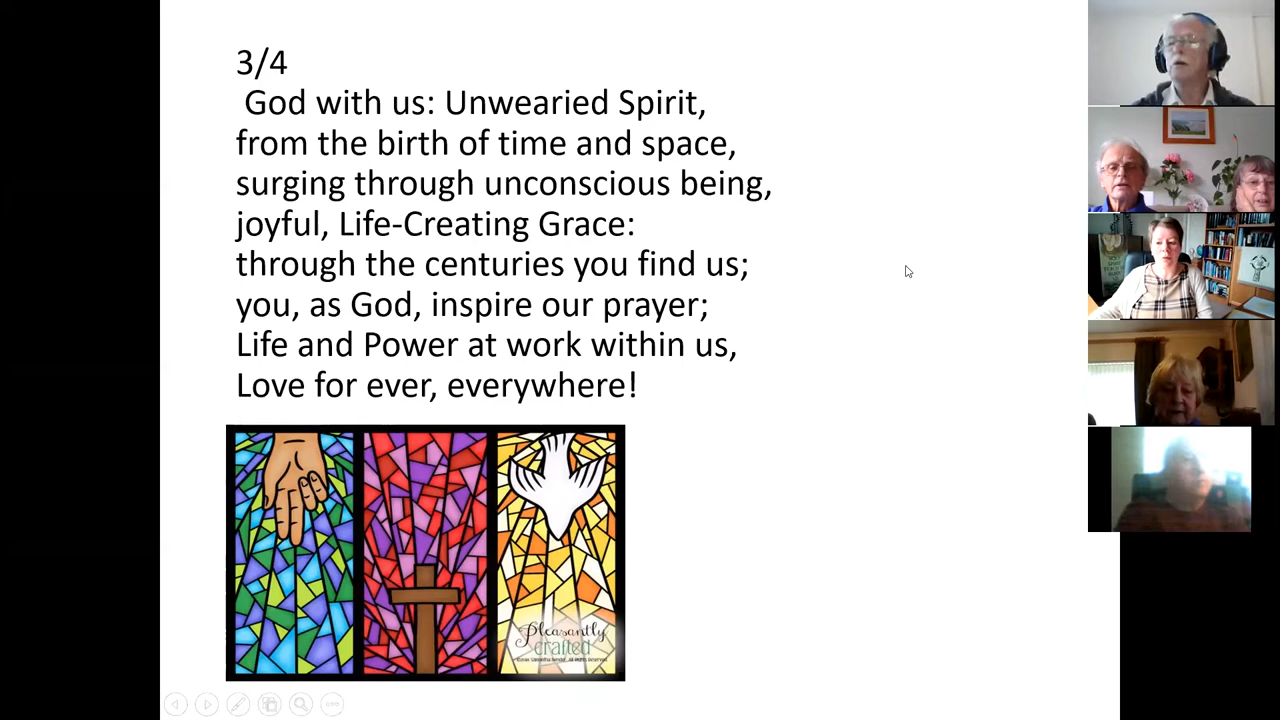 3/4
God with us: Unwearied Spirit,
from the birth of time and space,
surging through unconscious being,
joyful, Life-Creating Grace:
through the centuries you find us;
you, as God, inspire our prayer;
Life and Power at work within us,
Love for ever, everywhere!
Pleasantly
crafted